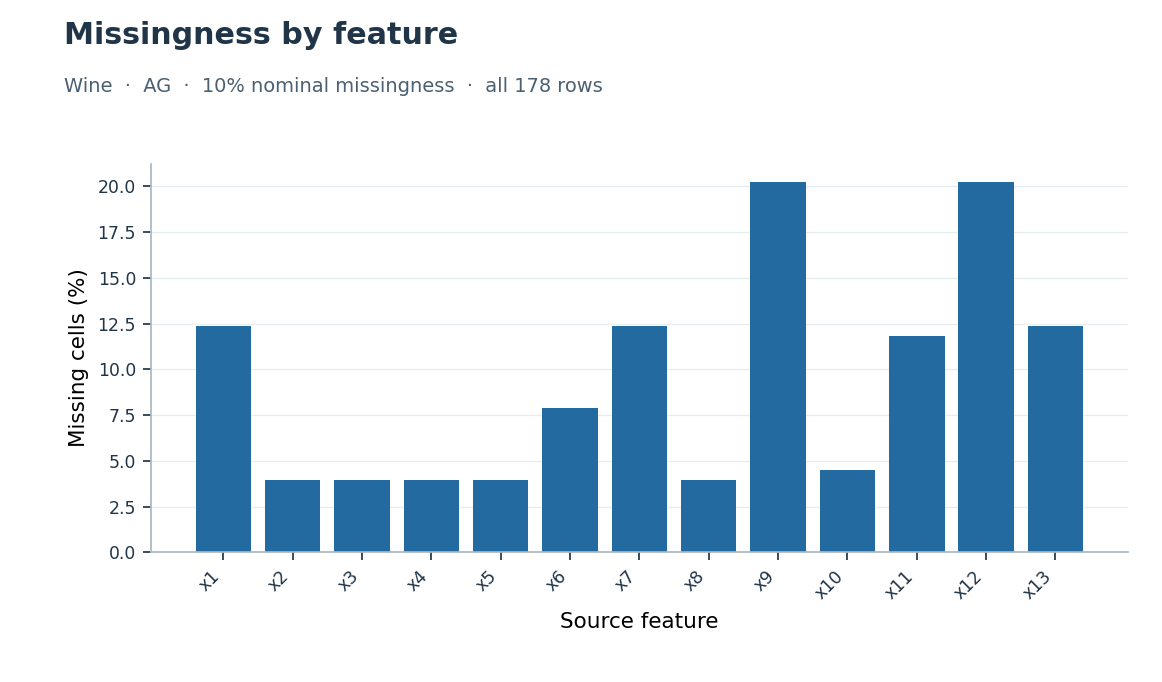 Missingness by feature
Wine · AG · 10% nominal missingness · all 178 rows
Missing cells (%)
20.0
17.5
15.0
12.5
10.0
7.5
5.0
2.5
0.0
x1 x2 x3 x4 x5 x6 x7 x8 x9 x10 x11 x12 x13
Source feature